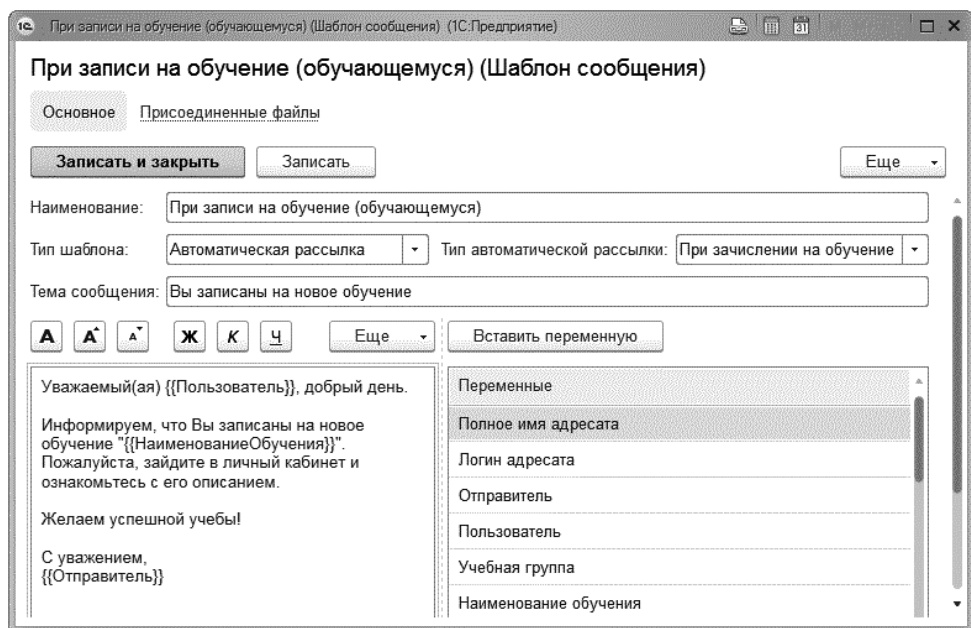 1С При записи на обучение (обучающемуся) (Шаблон сообщения) (1С:Предприятие) 31
При записи на обучение (обучающемуся) (Шаблон сообщения)
Основное Присоединенные файлы
Записать и закрыть Записать Еще
Наименование: При записи на обучение (обучающемуся)
Тип шаблона: Автоматическая рассылка Тип автоматической рассылки: При зачислении на обучение
Тема сообщения: Вы записаны на новое обучение
А А А Ж К Ч Еще Вставить переменную
Уважаемый(ая) {{Пользователь}}, добрый день.
Информируем, что Вы записаны на новое
обучение "{{НаименованиеОбучения}}".
Пожалуйста, зайдите в личный кабинет и
ознакомьтесь с его описанием.
Желаем успешной учебы!
С уважением,
{{Отправитель}}
Переменные
Полное имя адресата
Логин адресата
Отправитель
Пользователь
Учебная группа
Наименование обучения